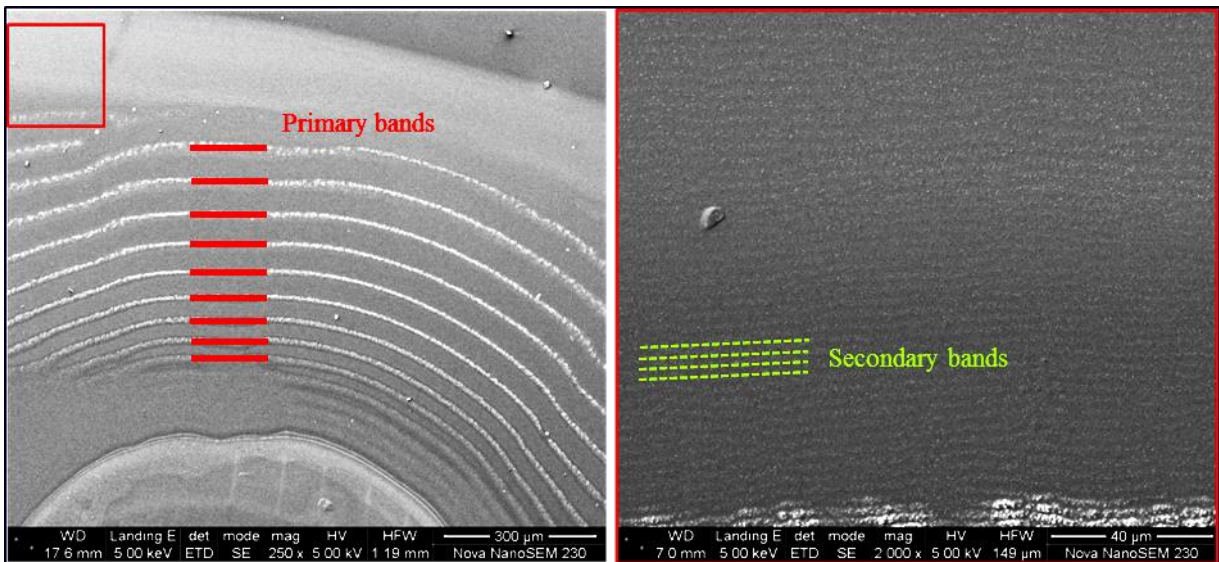 Primary bands
WD Landing E det mode mag HV HFW 300 µm
17.6 mm 5.00 keV ETD SE 250 x 5.00 kV 1.19 mm Nova NanoSEM 230
Secondary bands
WD Landing E det mode mag HV HFW 40 µm
7.0 mm 5.00 keV ETD SE 2 000 x 5.00 kV 149 µm Nova NanoSEM 230